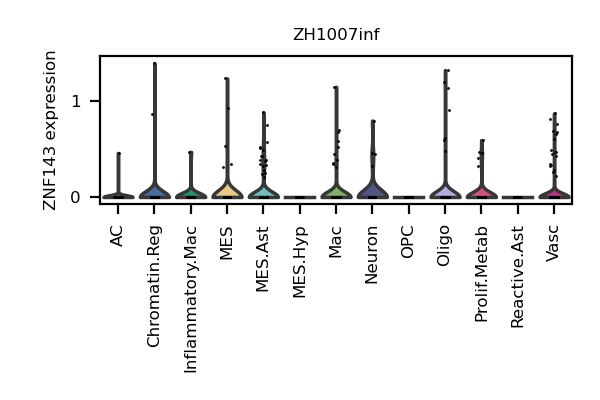 ZH1007inf
ZNF143 expression
1
0
AC
Chromatin.Reg
Inflammatory.Mac
MES
MES.Ast
MES.Hyp
Mac
Neuron
OPC
Oligo
Prolif.Metab
Reactive.Ast
Vasc